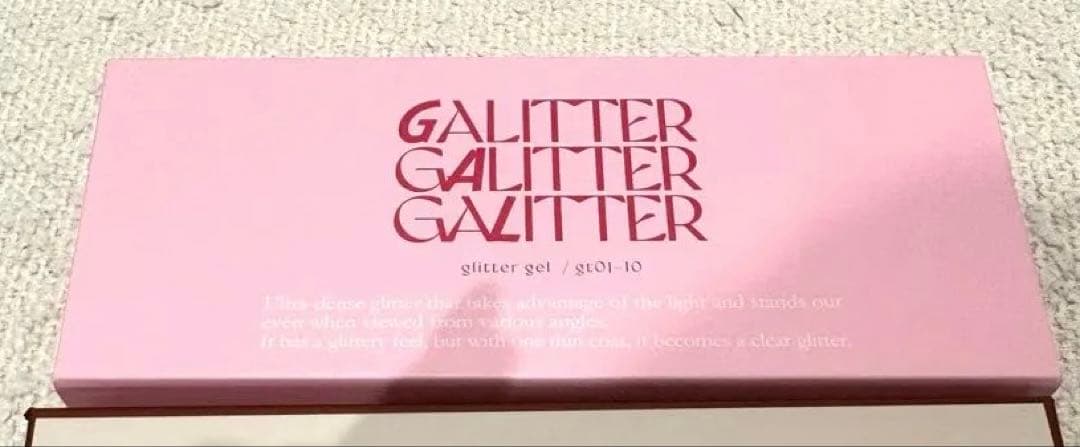 GALITTER
GALITTER
GALITTER
glitter gel / gt01-10
Ultra-dense glitter that takes advantage of the light and stands out
even when viewed from various angles.
It has a glittery feel, but with one thin coat, it becomes a clear glitter.